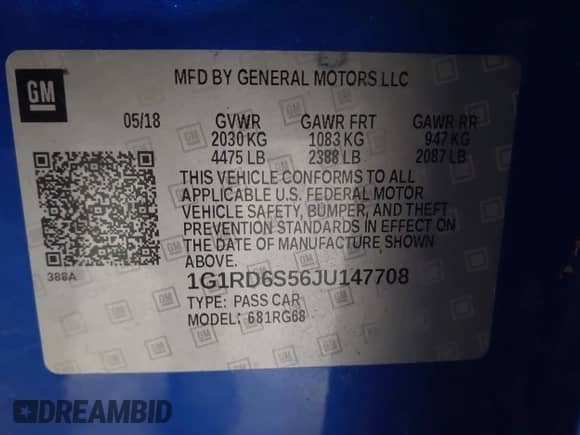 GM
MFD BY GENERAL MOTORS LLC
05/18 GVWR GAWR FRT GAWR RR
2030 KG 1083 KG 947 KG
4475 LB 2388 LB 2087 LB
THIS VEHICLE CONFORMS TO ALL
APPLICABLE U.S. FEDERAL MOTOR
VEHICLE SAFETY, BUMPER, AND THEFT
PREVENTION STANDARDS IN EFFECT ON
THE DATE OF MANUFACTURE SHOWN
ABOVE.
388A
1G1RD6S56JU147708
TYPE: PASS CAR
MODEL: 681RG68
DREAMBID